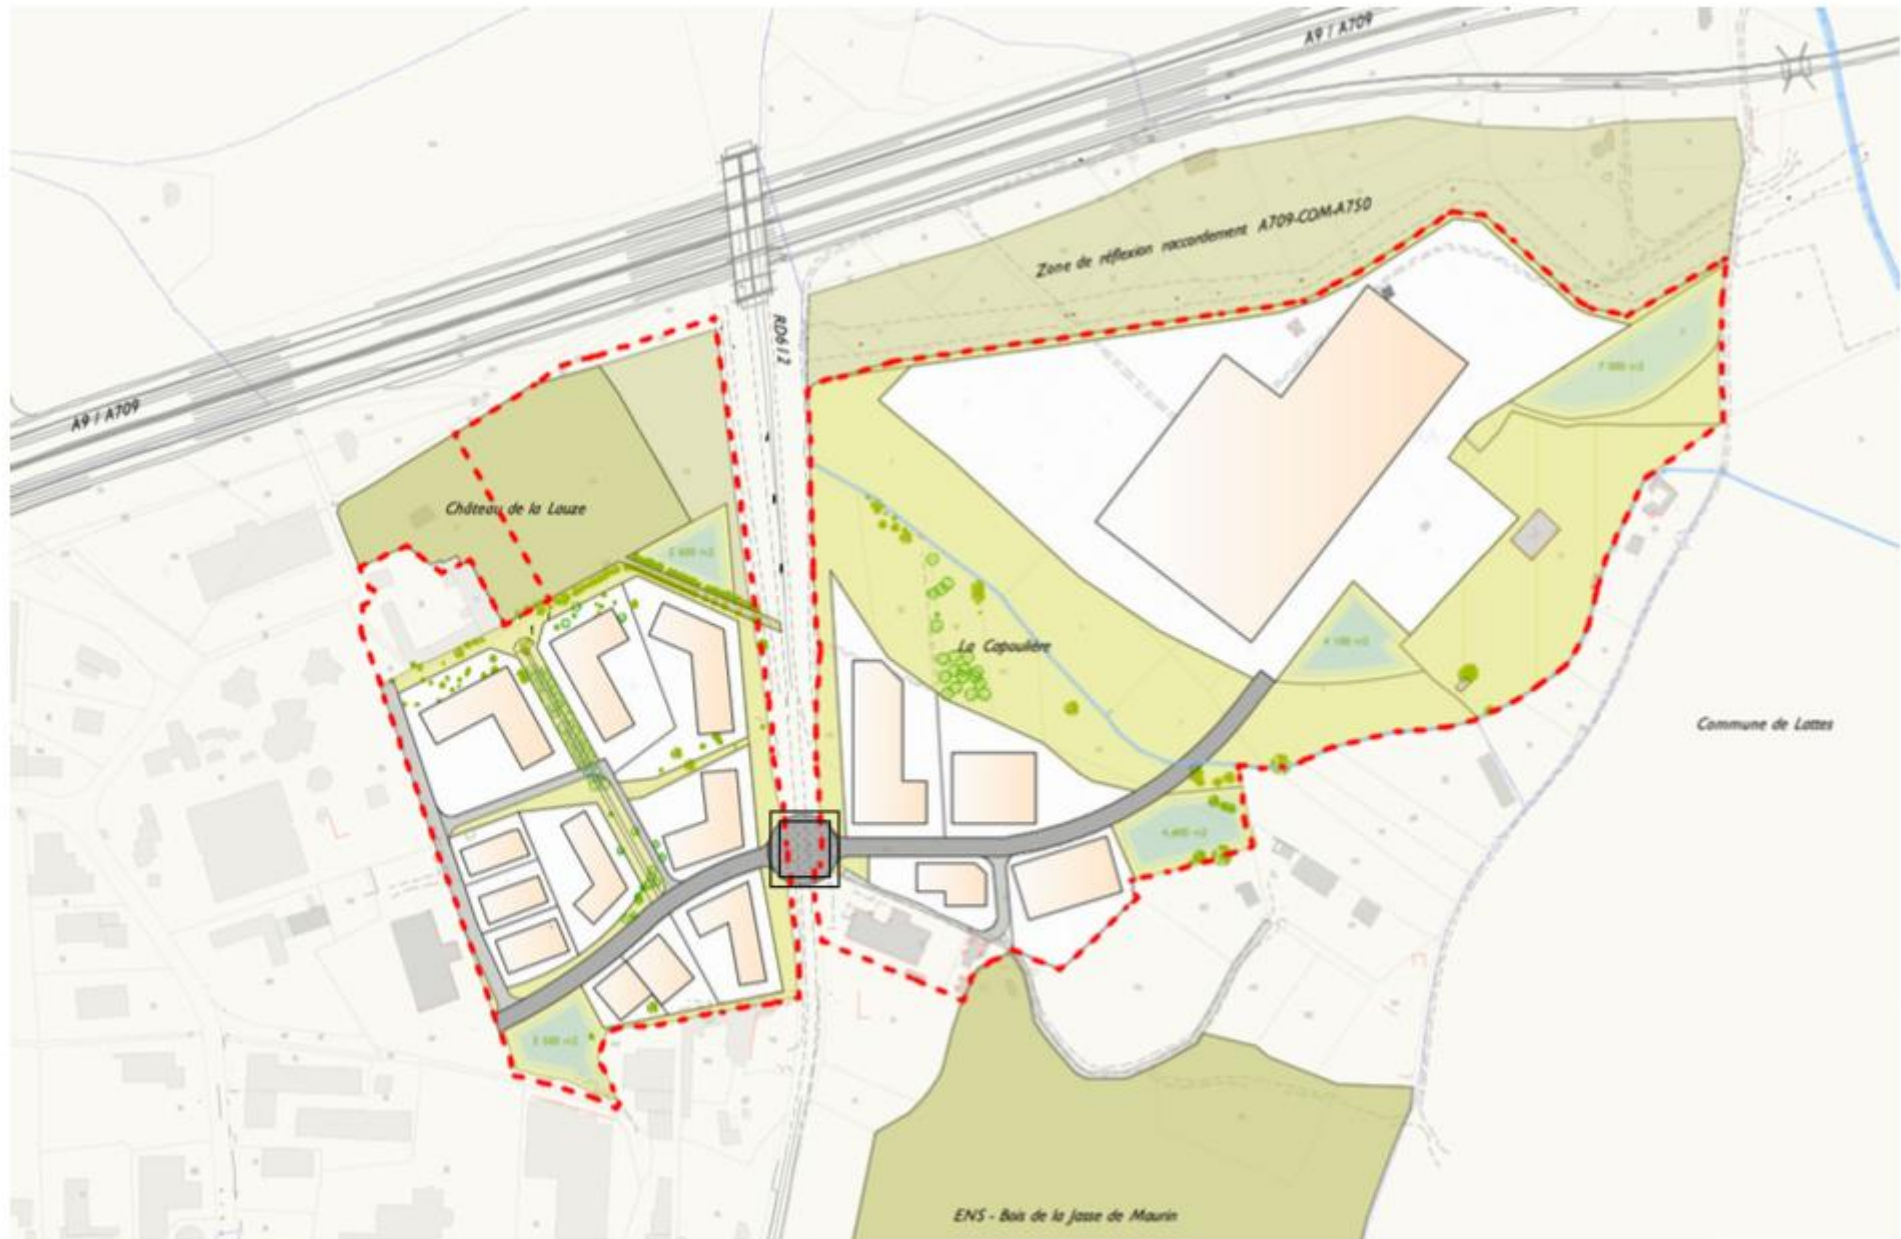 A9 / A709
Zone de réflexion raccordement A709-COM-A750
RD612
A9 / A709
Château de la Lauze
La Capoulière
Commune de Lattes
ENS - Bois de la Jasse de Maurin